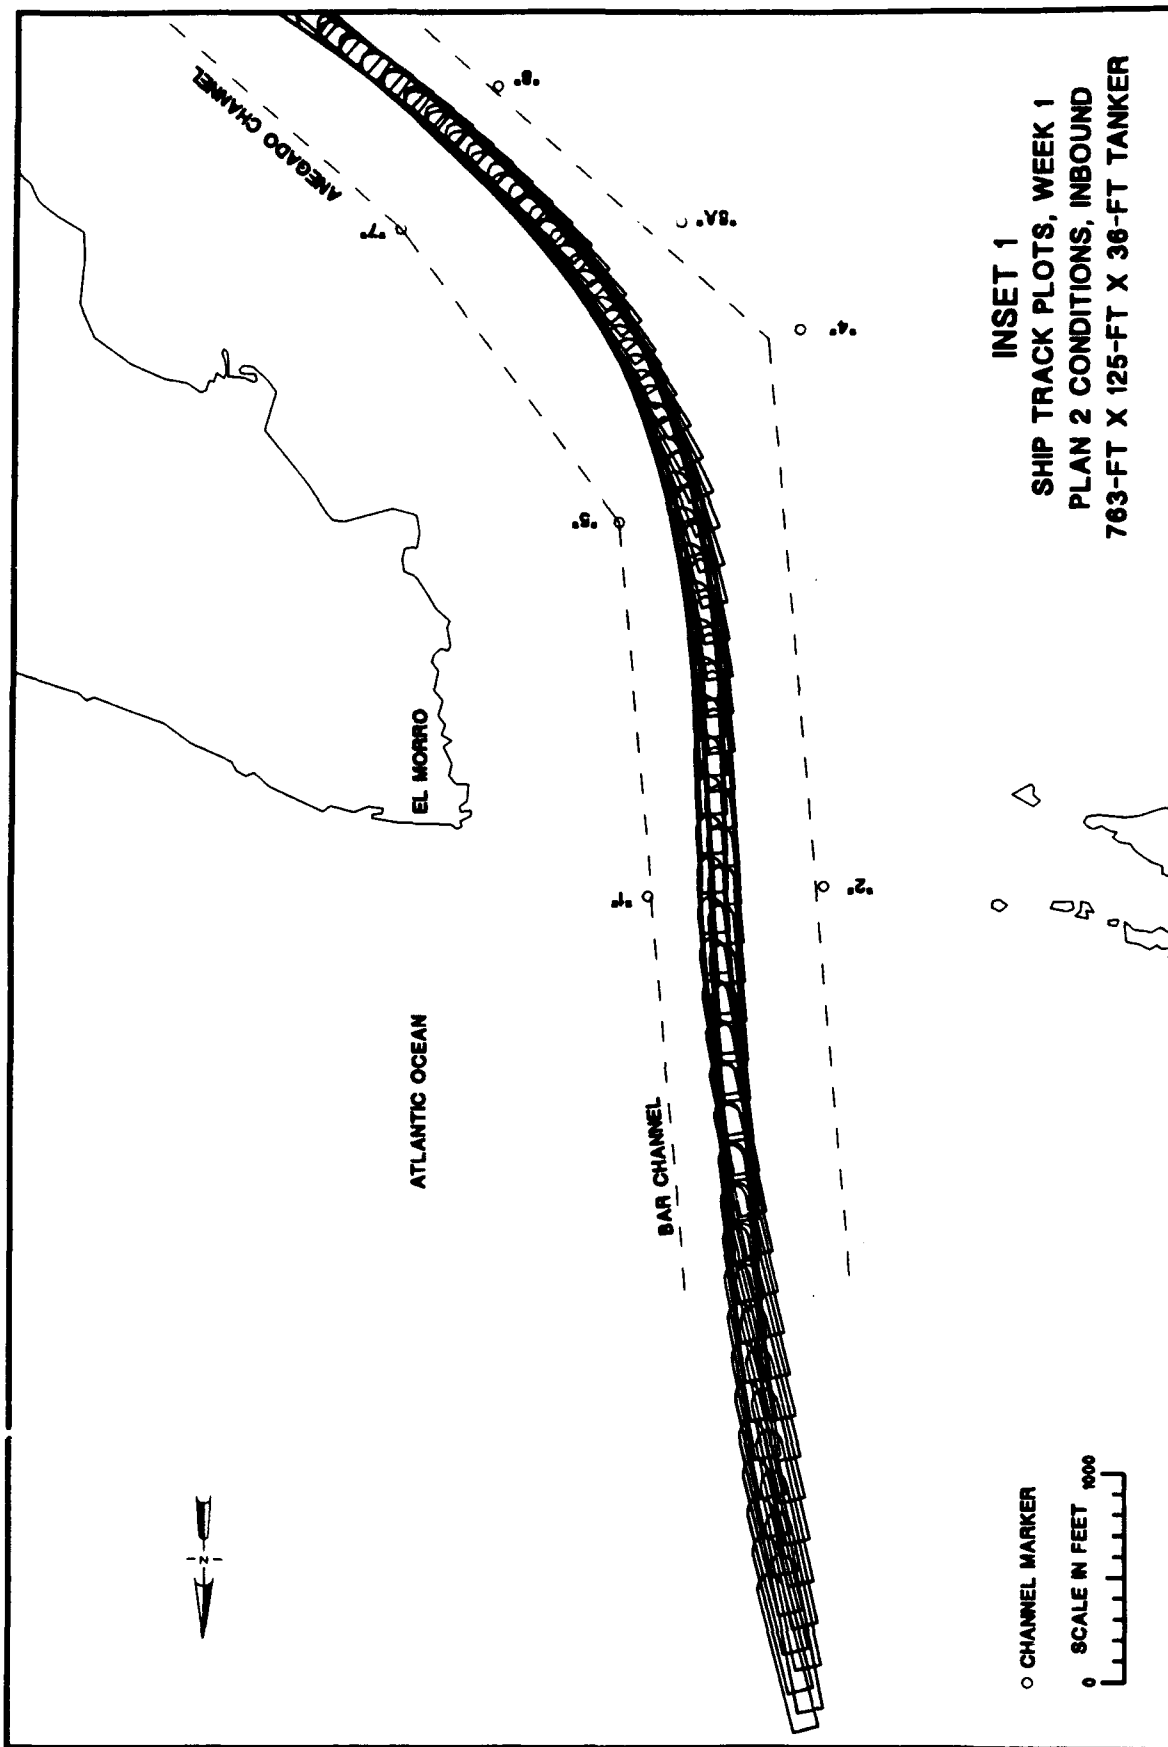 ANEGADO CHANNEL
"8"
"7"
"6A"
"4"
"5"
EL MORRO
"1"
"2"
ATLANTIC OCEAN
BAR CHANNEL
N
INSET 1
SHIP TRACK PLOTS, WEEK 1
PLAN 2 CONDITIONS, INBOUND
763-FT X 125-FT X 36-FT TANKER
CHANNEL MARKER
SCALE IN FEET
0 1000